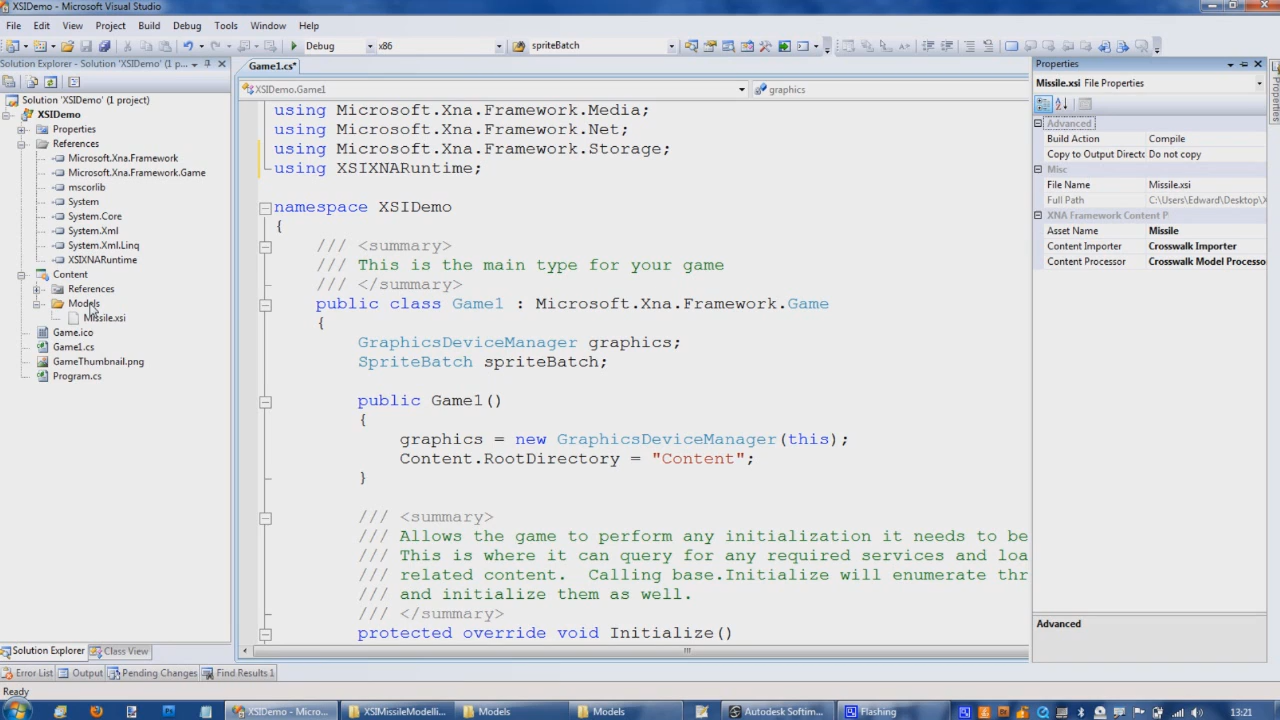 XSIDemo - Microsoft Visual Studio
File Edit View Project Build Debug Tools Window Help
Debug x86 spriteBatch
Solution Explorer - Solution 'XSIDemo' (1 p...
Solution 'XSIDemo' (1 project)
XSIDemo
Properties
References
Microsoft.Xna.Framework
Microsoft.Xna.Framework.Game
mscorlib
System
System.Core
System.Xml
System.Xml.Linq
XSIXNARuntime
Content
References
Models
Missile.xsi
Game.ico
Game1.cs
GameThumbnail.png
Program.cs
Solution Explorer Class View
Game1.cs*
XSIDemo.Game1 graphics
using Microsoft.Xna.Framework.Media;
using Microsoft.Xna.Framework.Net;
using Microsoft.Xna.Framework.Storage;
using XSIXNARuntime;
namespace XSIDemo
{
/// <summary>
/// This is the main type for your game
/// </summary>
public class Game1 : Microsoft.Xna.Framework.Game
{
GraphicsDeviceManager graphics;
SpriteBatch spriteBatch;
public Game1()
{
graphics = new GraphicsDeviceManager(this);
Content.RootDirectory = "Content";
}
/// <summary>
/// Allows the game to perform any initialization it needs to be
/// This is where it can query for any required services and loa
/// related content.  Calling base.Initialize will enumerate thr
/// and initialize them as well.
/// </summary>
protected override void Initialize()
Properties
Missile.xsi File Properties
Advanced
Build Action Compile
Copy to Output Directo Do not copy
Misc
File Name Missile.xsi
Full Path C:\Users\Edward\Desktop\X
XNA Framework Content P
Asset Name Missile
Content Importer Crosswalk Importer
Content Processor Crosswalk Model Processo
Advanced
Properties
Error List Output Pending Changes Find Results 1
Ready
XSIDemo - Micro... XSIMissileModelli... Models Models Autodesk Softim... Flashing 13:21